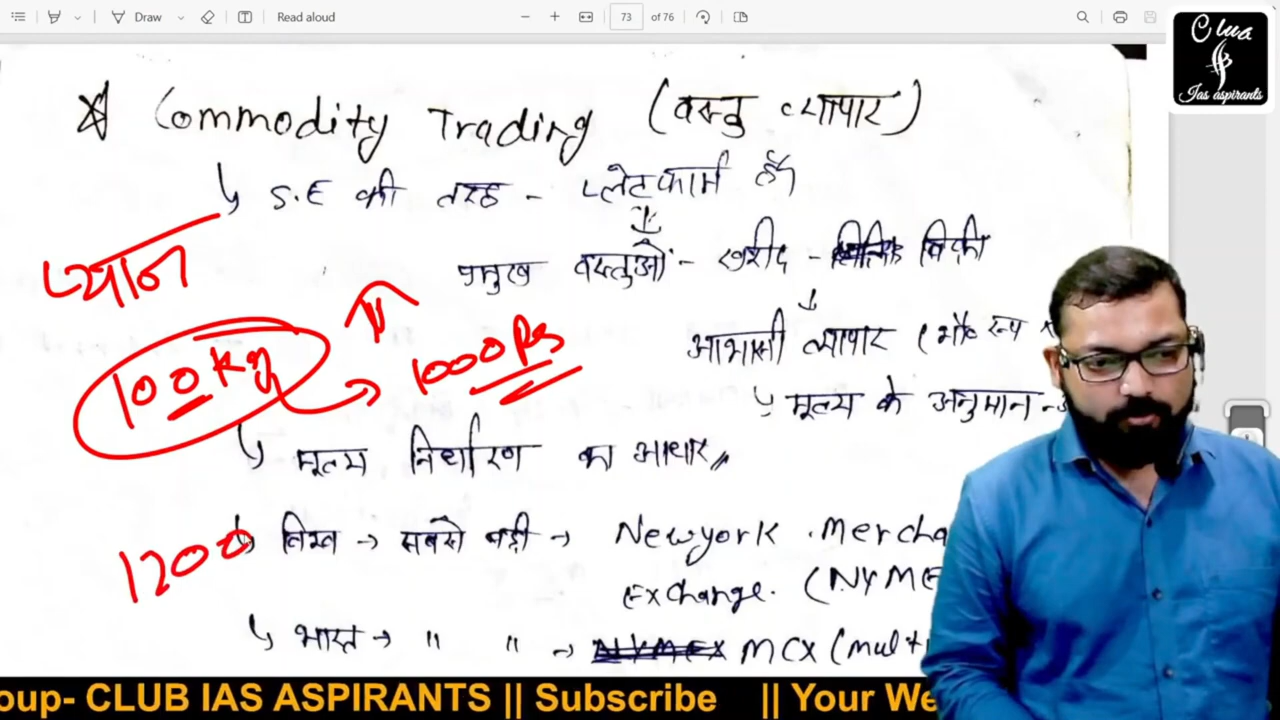 Draw
Read aloud
73 of 76
Club
Ias aspirants
Commodity Trading (वस्तु व्यापार)
↳ S.E की तरह - प्लेटफार्म है
↓
प्रमुख वस्तुओं - खरीद - बिक्री
↓
आभासी व्यापार
↳ मूल्य के अनुमान -
प्याज
100 kg → 1000 Rs
↳ मूल्य निर्धारण का आधार
1200
↳ विश्व → सबसे बड़ी → Newyork Mercha
Exchange. (NYME
↳ भारत → " " → NYMEX MCX (mult
oup- CLUB IAS ASPIRANTS || Subscribe || Your We